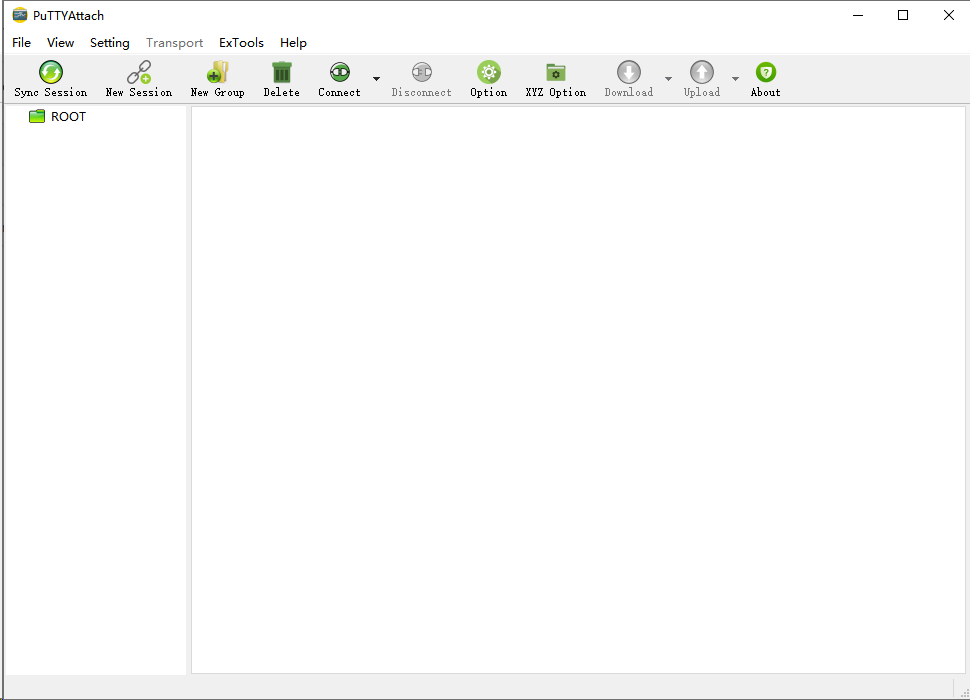 PuTTYAttach
File View Setting Transport ExTools Help
Sync Session New Session New Group Delete Connect Disconnect Option XYZ Option Download Upload About
ROOT